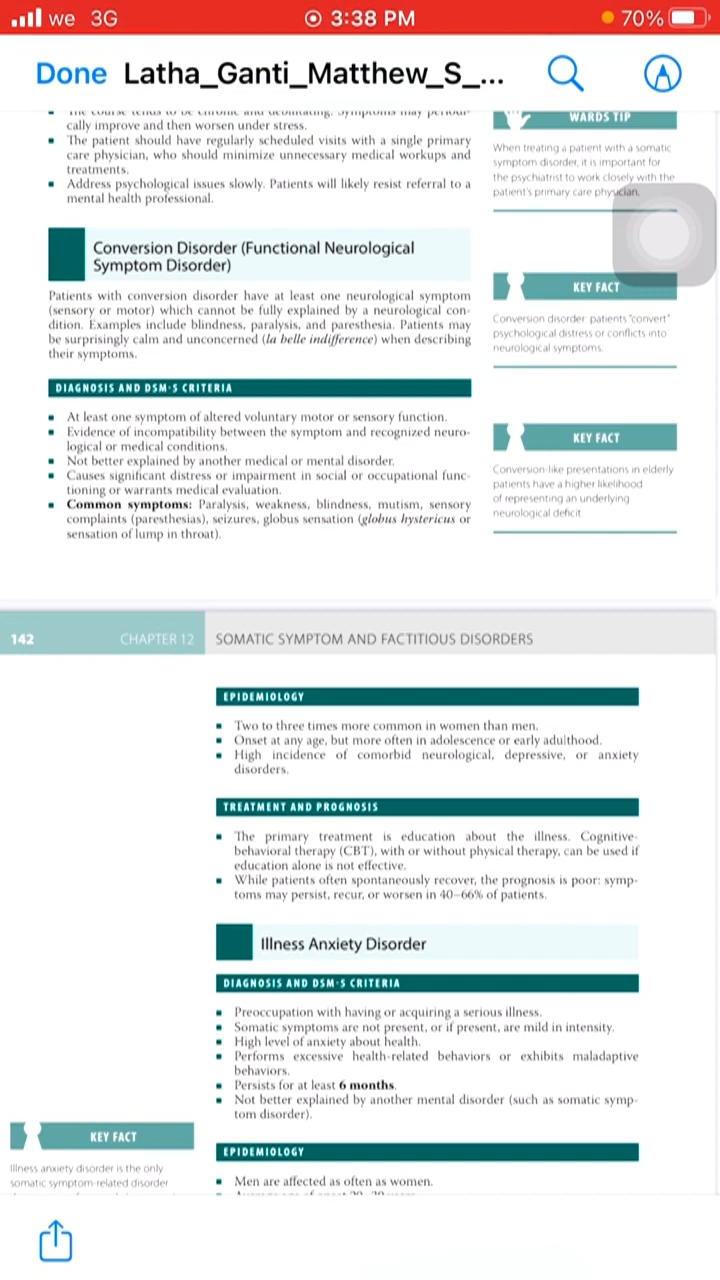 we 3G
3:38 PM
70%
Done Latha_Ganti_Matthew_S_...
cally improve and then worsen under stress.
▪ The patient should have regularly scheduled visits with a single primary
care physician, who should minimize unnecessary medical workups and
treatments.
▪ Address psychological issues slowly. Patients will likely resist referral to a
mental health professional.
WARDS TIP
When treating a patient with a somatic
symptom disorder, it is important for
the psychiatrist to work closely with the
patient's primary care physician.
Conversion Disorder (Functional Neurological
Symptom Disorder)
Patients with conversion disorder have at least one neurological symptom
(sensory or motor) which cannot be fully explained by a neurological con-
dition. Examples include blindness, paralysis, and paresthesia. Patients may
be surprisingly calm and unconcerned (la belle indifference) when describing
their symptoms.
KEY FACT
Conversion disorder: patients "convert"
psychological distress or conflicts into
neurological symptoms.
DIAGNOSIS AND DSM-5 CRITERIA
▪ At least one symptom of altered voluntary motor or sensory function.
▪ Evidence of incompatibility between the symptom and recognized neuro-
logical or medical conditions.
▪ Not better explained by another medical or mental disorder.
▪ Causes significant distress or impairment in social or occupational func-
tioning or warrants medical evaluation.
▪ Common symptoms: Paralysis, weakness, blindness, mutism, sensory
complaints (paresthesias), seizures, globus sensation (globus hystericus or
sensation of lump in throat).
KEY FACT
Conversion-like presentations in elderly
patients have a higher likelihood
of representing an underlying
neurological deficit.
142 CHAPTER 12 SOMATIC SYMPTOM AND FACTITIOUS DISORDERS
EPIDEMIOLOGY
▪ Two to three times more common in women than men.
▪ Onset at any age, but more often in adolescence or early adulthood.
▪ High incidence of comorbid neurological, depressive, or anxiety
disorders.
TREATMENT AND PROGNOSIS
▪ The primary treatment is education about the illness. Cognitive-
behavioral therapy (CBT), with or without physical therapy, can be used if
education alone is not effective.
▪ While patients often spontaneously recover, the prognosis is poor: symp-
toms may persist, recur, or worsen in 40–66% of patients.
Illness Anxiety Disorder
DIAGNOSIS AND DSM-5 CRITERIA
▪ Preoccupation with having or acquiring a serious illness.
▪ Somatic symptoms are not present, or if present, are mild in intensity.
▪ High level of anxiety about health.
▪ Performs excessive health-related behaviors or exhibits maladaptive
behaviors.
▪ Persists for at least 6 months.
▪ Not better explained by another mental disorder (such as somatic symp-
tom disorder).
KEY FACT
Illness anxiety disorder is the only
somatic symptom-related disorder
EPIDEMIOLOGY
▪ Men are affected as often as women.